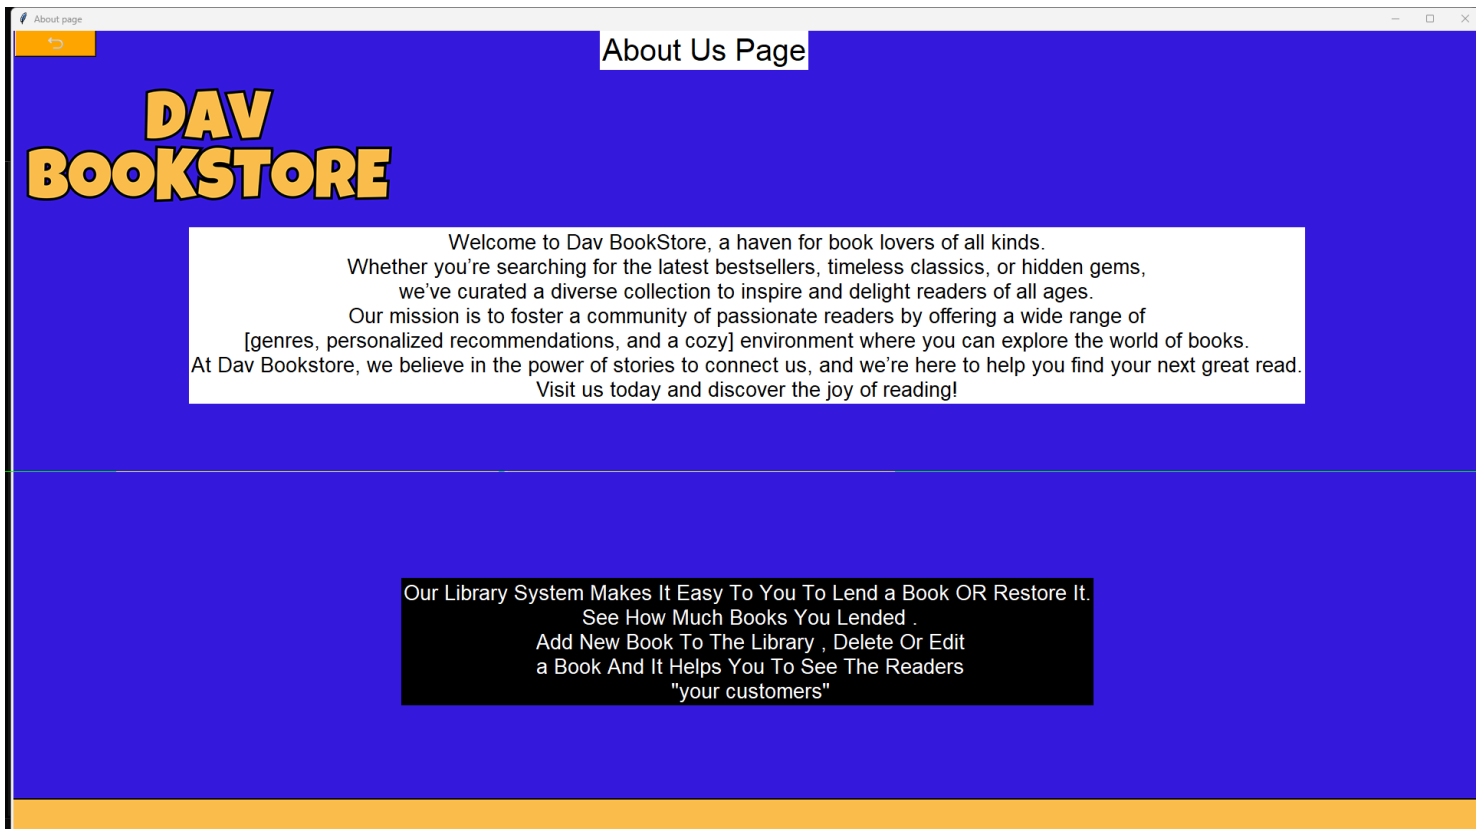 About page
About Us Page
DAV
BOOKSTORE
Welcome to Dav BookStore, a haven for book lovers of all kinds.
Whether you’re searching for the latest bestsellers, timeless classics, or hidden gems,
we’ve curated a diverse collection to inspire and delight readers of all ages.
Our mission is to foster a community of passionate readers by offering a wide range of
[genres, personalized recommendations, and a cozy] environment where you can explore the world of books.
At Dav Bookstore, we believe in the power of stories to connect us, and we’re here to help you find your next great read.
Visit us today and discover the joy of reading!
Our Library System Makes It Easy To You To Lend a Book OR Restore It.
See How Much Books You Lended .
Add New Book To The Library , Delete Or Edit
a Book And It Helps You To See The Readers
"your customers"